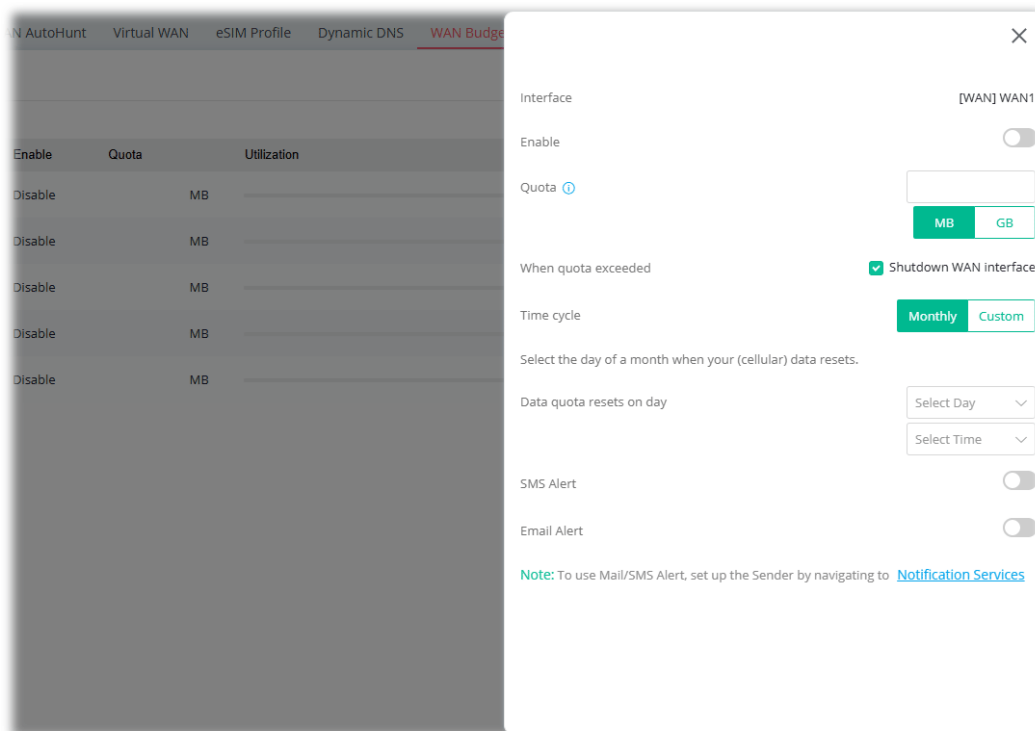 AN AutoHunt Virtual WAN eSIM Profile Dynamic DNS WAN Budge
Enable Quota Utilization
Disable MB
Disable MB
Disable MB
Disable MB
Disable MB
Interface [WAN] WAN1
Enable
Quota
MB GB
When quota exceeded Shutdown WAN interface
Time cycle Monthly Custom
Select the day of a month when your (cellular) data resets.
Data quota resets on day Select Day
Select Time
SMS Alert
Email Alert
Note: To use Mail/SMS Alert, set up the Sender by navigating to Notification Services